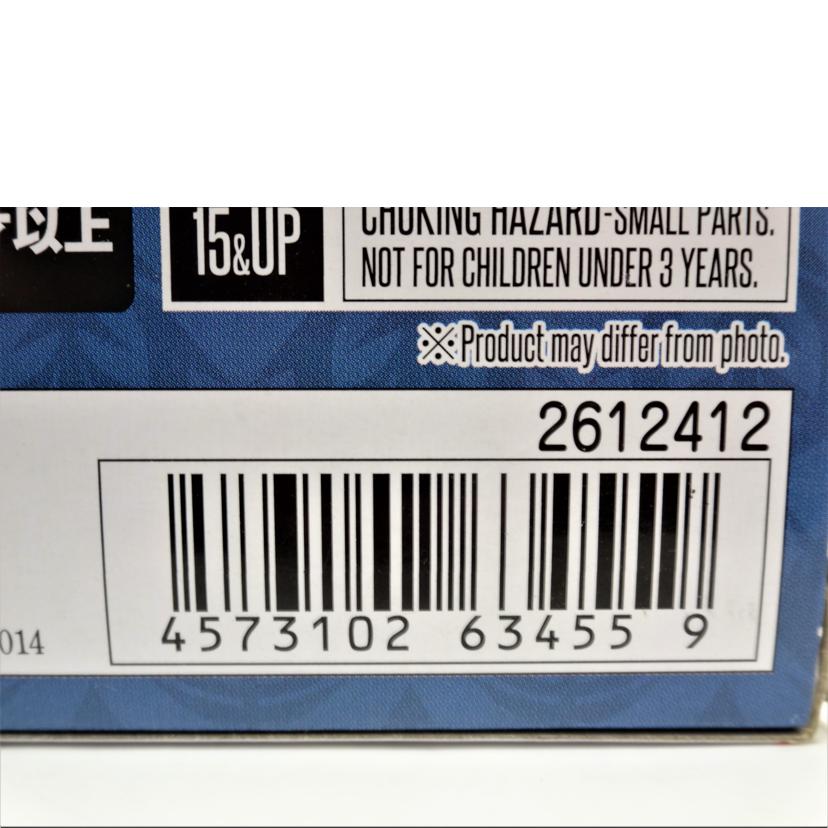 以上
15&UP
CHOKING HAZARD-SMALL PARTS.
NOT FOR CHILDREN UNDER 3 YEARS.
※Product may differ from photo.
2612412
4573102 63455 9
014